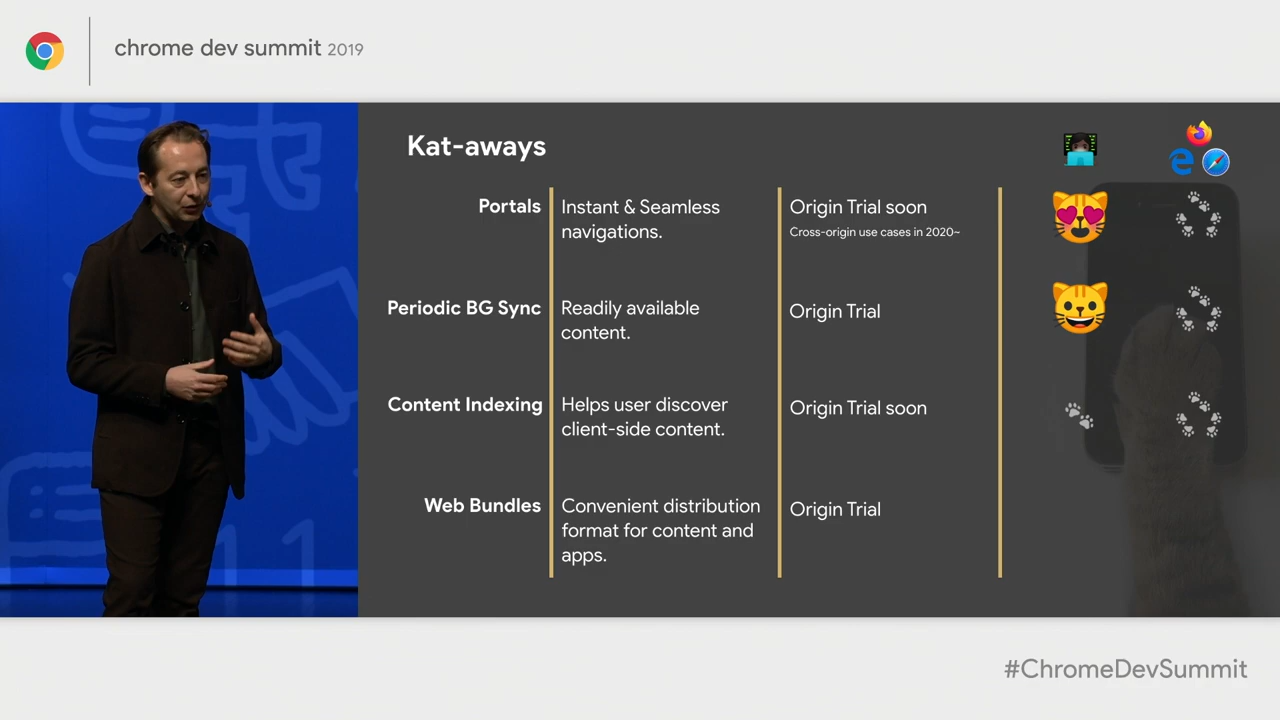 chrome dev summit 2019
Kat-aways
Portals
Instant & Seamless
navigations.
Origin Trial soon
Cross-origin use cases in 2020~
Periodic BG Sync
Readily available
content.
Origin Trial
Content Indexing
Helps user discover
client-side content.
Origin Trial soon
Web Bundles
Convenient distribution
format for content and
apps.
Origin Trial
#ChromeDevSummit